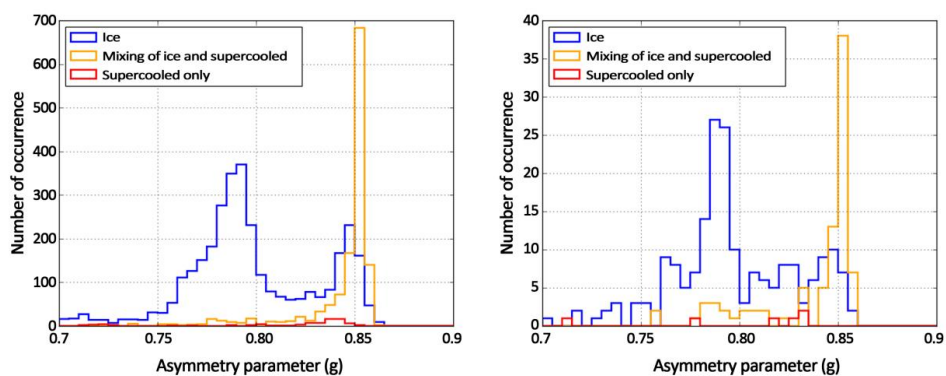 Number of occurrence
700
600
500
400
300
200
100
0
Ice
Mixing of ice and supercooled
Supercooled only
0.7
0.80
0.85
0.9
Asymmetry parameter (g)
Number of occurrence
40
35
30
25
20
15
10
5
0
Ice
Mixing of ice and supercooled
Supercooled only
0.7
0.75
0.80
0.85
0.9
Asymmetry parameter (g)